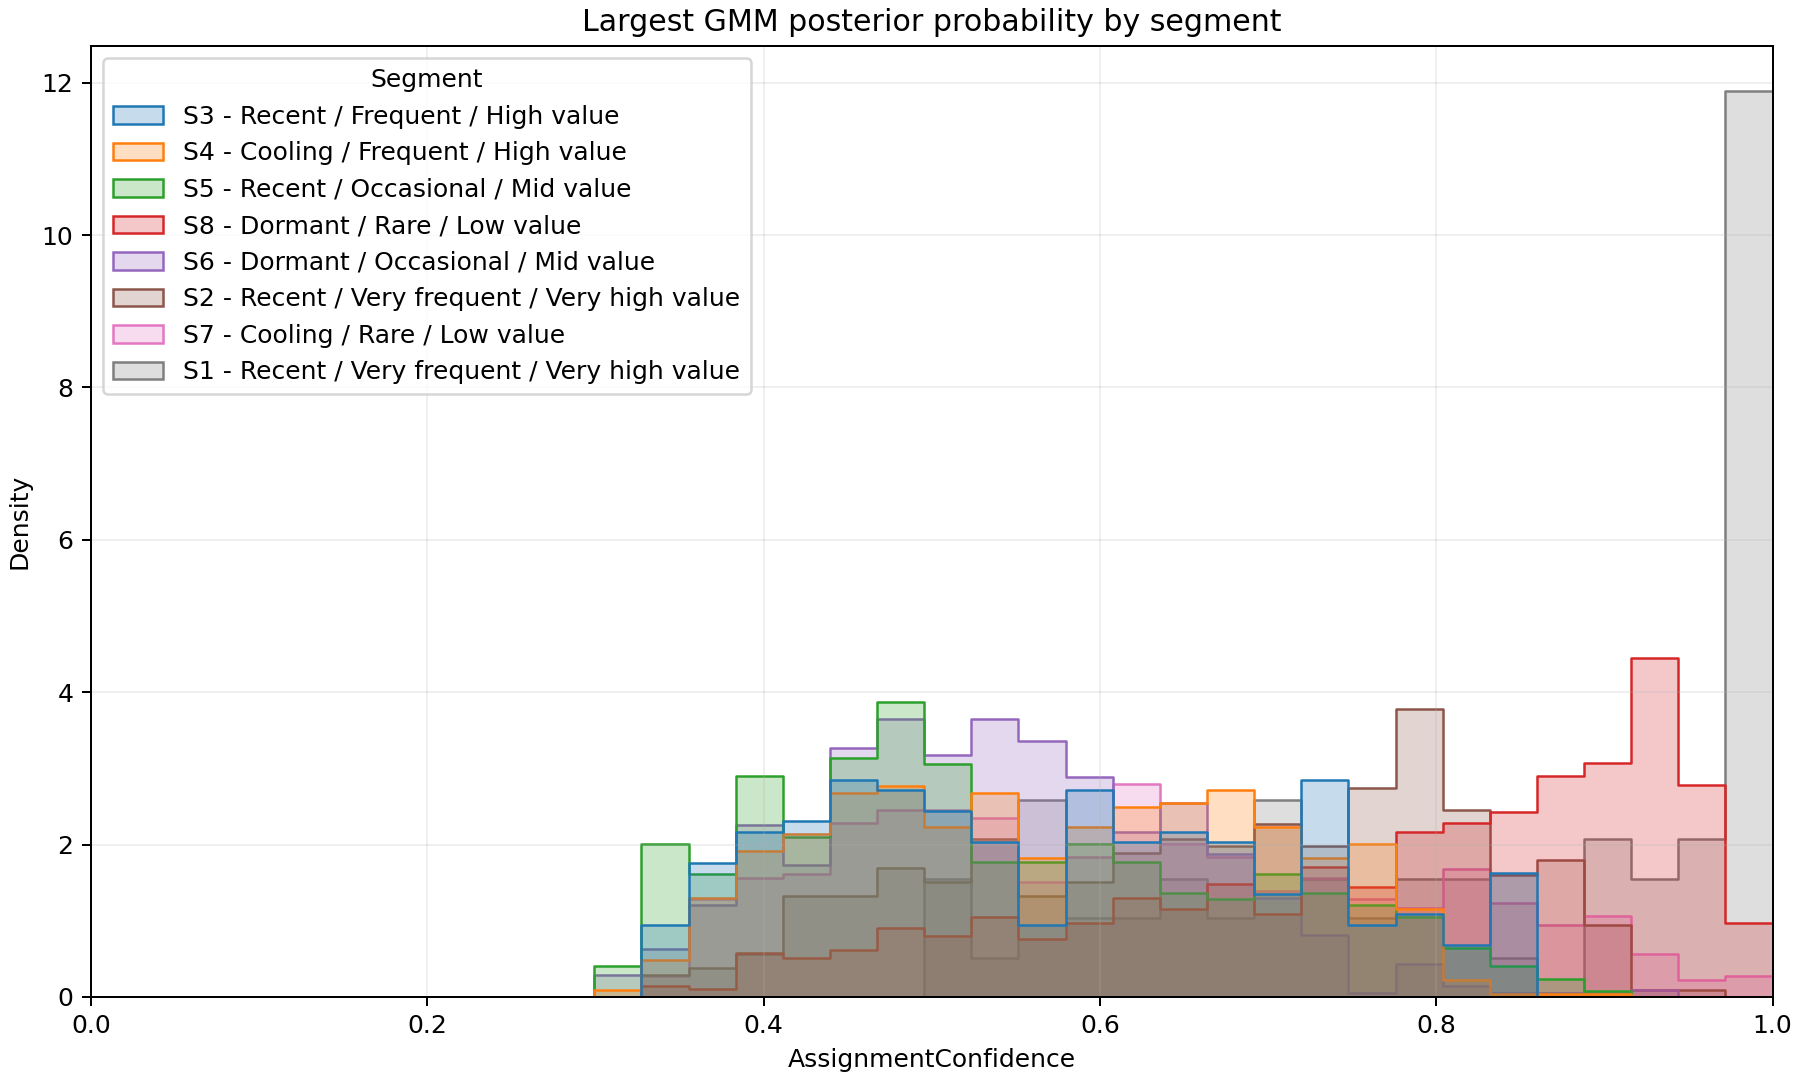 Largest GMM posterior probability by segment
Segment
S3 - Recent / Frequent / High value
S4 - Cooling / Frequent / High value
S5 - Recent / Occasional / Mid value
S8 - Dormant / Rare / Low value
S6 - Dormant / Occasional / Mid value
S2 - Recent / Very frequent / Very high value
S7 - Cooling / Rare / Low value
S1 - Recent / Very frequent / Very high value
12
10
8
6
4
2
0
Density
0.0 0.2 0.4 0.6 0.8 1.0
AssignmentConfidence